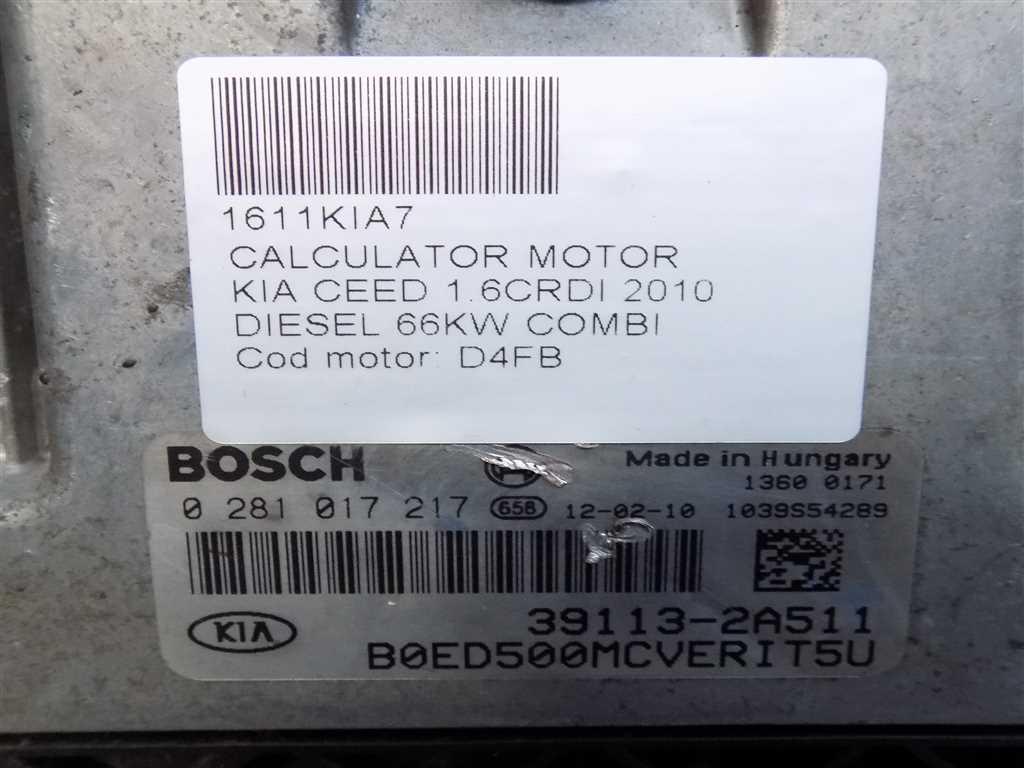 1611KIA7
CALCULATOR MOTOR
KIA CEED 1.6CRDI 2010
DIESEL 66KW COMBI
Cod motor: D4FB
BOSCH Made in Hungary
1360 0171
0 281 017 217 658 12-02-10 1039S54289
39113-2A511
KIA B0ED500MCVERIT5U